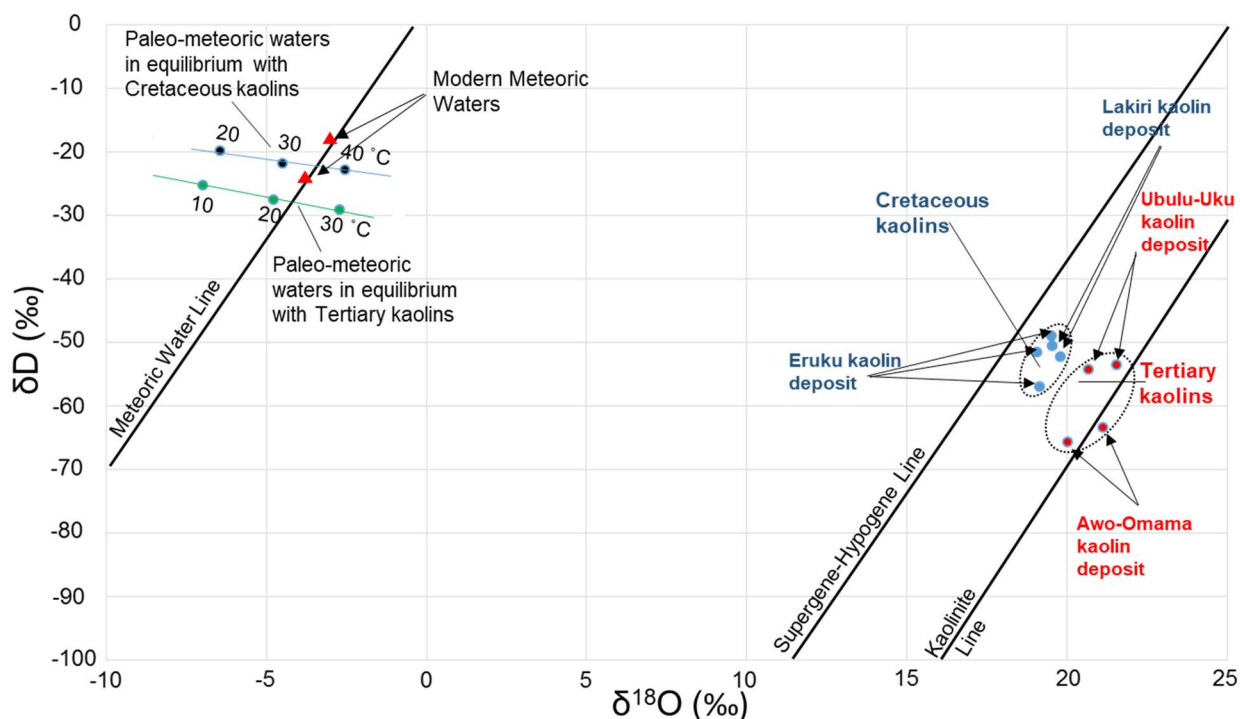 0
-10
-20
-30
-40
-50
-60
-70
-80
-90
-100
δD (‰)
-10
-5
0
5
10
15
20
25
δ¹⁸O (‰)
Paleo-meteoric waters
in equilibrium with
Cretaceous kaolins
Modern Meteoric
Waters
20
30
40 °C
10
20
30 °C
Paleo-meteoric
waters in equilibrium
with Tertiary kaolins
Meteoric Water Line
Lakiri kaolin
deposit
Cretaceous
kaolins
Ubulu-Uku
kaolin
deposit
Eruku kaolin
deposit
Tertiary
kaolins
Awo-Omama
kaolin
deposit
Supergene-Hypogene Line
Kaolinite
Line